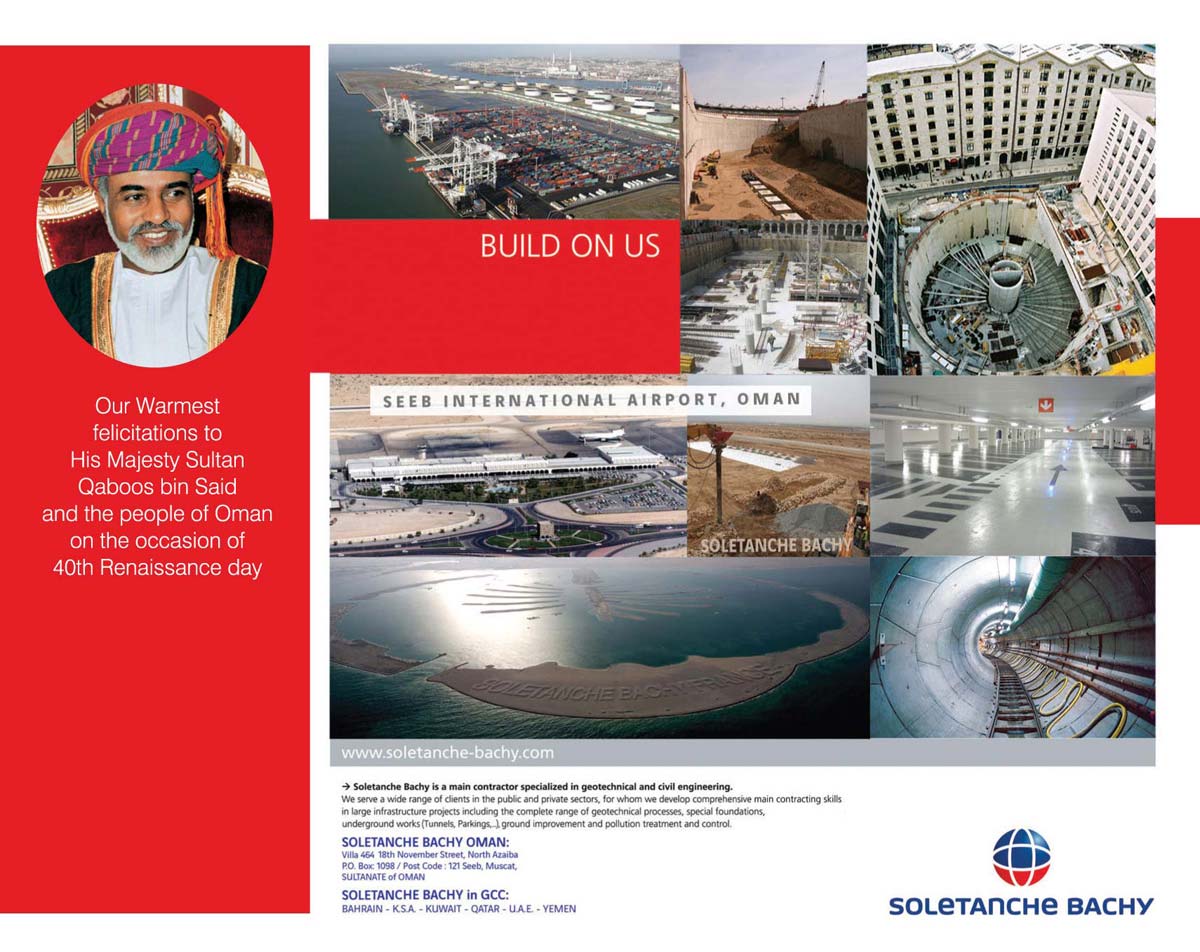 Our Warmest
felicitations to
His Majesty Sultan
Qaboos bin Said
and the people of Oman
on the occasion of
40th Renaissance day
BUILD ON US
SEEB INTERNATIONAL AIRPORT, OMAN
SOLETANCHE BACHY
SOLETANCHE BACHY FRANCE
www.soletanche-bachy.com
→ Soletanche Bachy is a main contractor specialized in geotechnical and civil engineering.
We serve a wide range of clients in the public and private sectors, for whom we develop comprehensive main contracting skills
in large infrastructure projects including the complete range of geotechnical processes, special foundations,
underground works (Tunnels, Parkings,..), ground improvement and pollution treatment and control.
SOLETANCHE BACHY OMAN:
Villa 464 18th November Street, North Azaiba
P.O. Box: 1098 / Post Code : 121 Seeb, Muscat,
SULTANATE of OMAN
SOLETANCHE BACHY in GCC:
BAHRAIN - K.S.A. - KUWAIT - QATAR - U.A.E. - YEMEN
SOLETANCHE BACHY